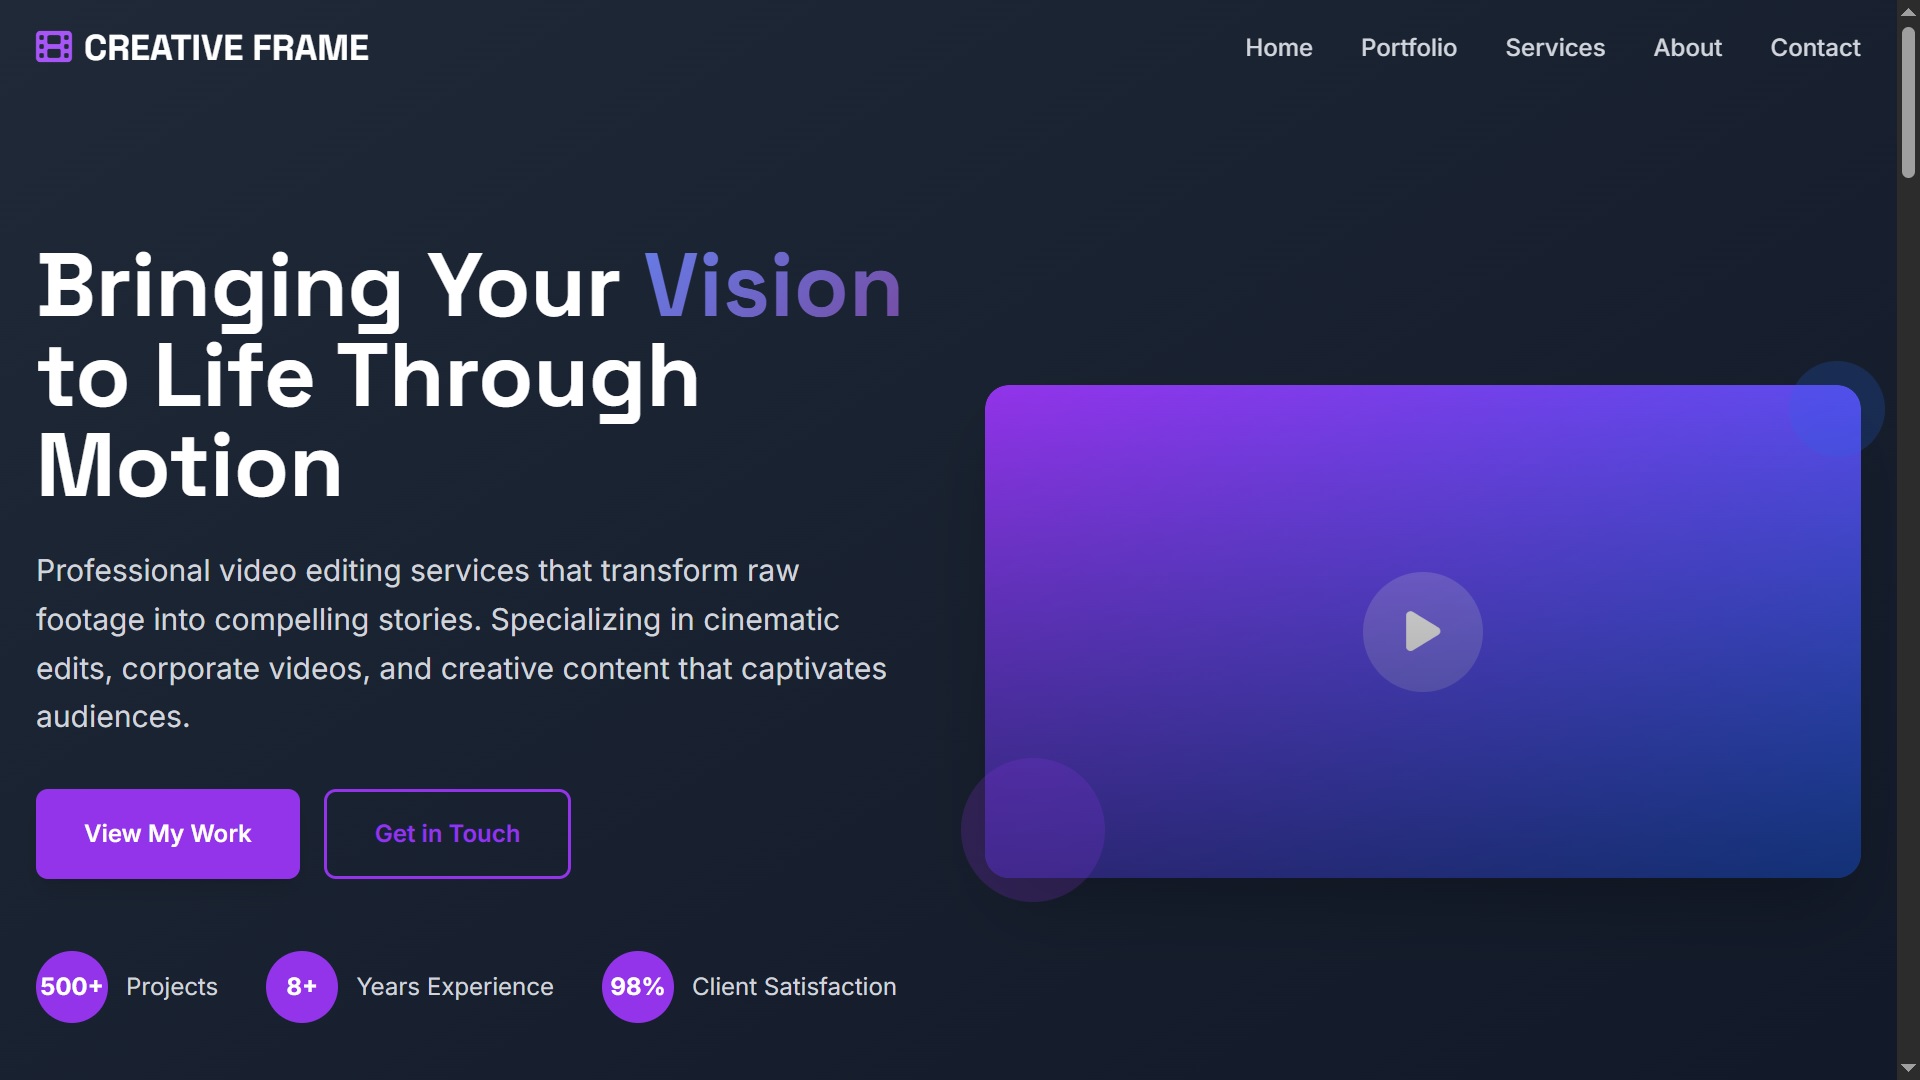 CREATIVE FRAME
Home
Portfolio
Services
About
Contact
Bringing Your Vision
to Life Through
Motion
Professional video editing services that transform raw
footage into compelling stories. Specializing in cinematic
edits, corporate videos, and creative content that captivates
audiences.
View My Work
Get in Touch
500+ Projects
8+ Years Experience
98% Client Satisfaction